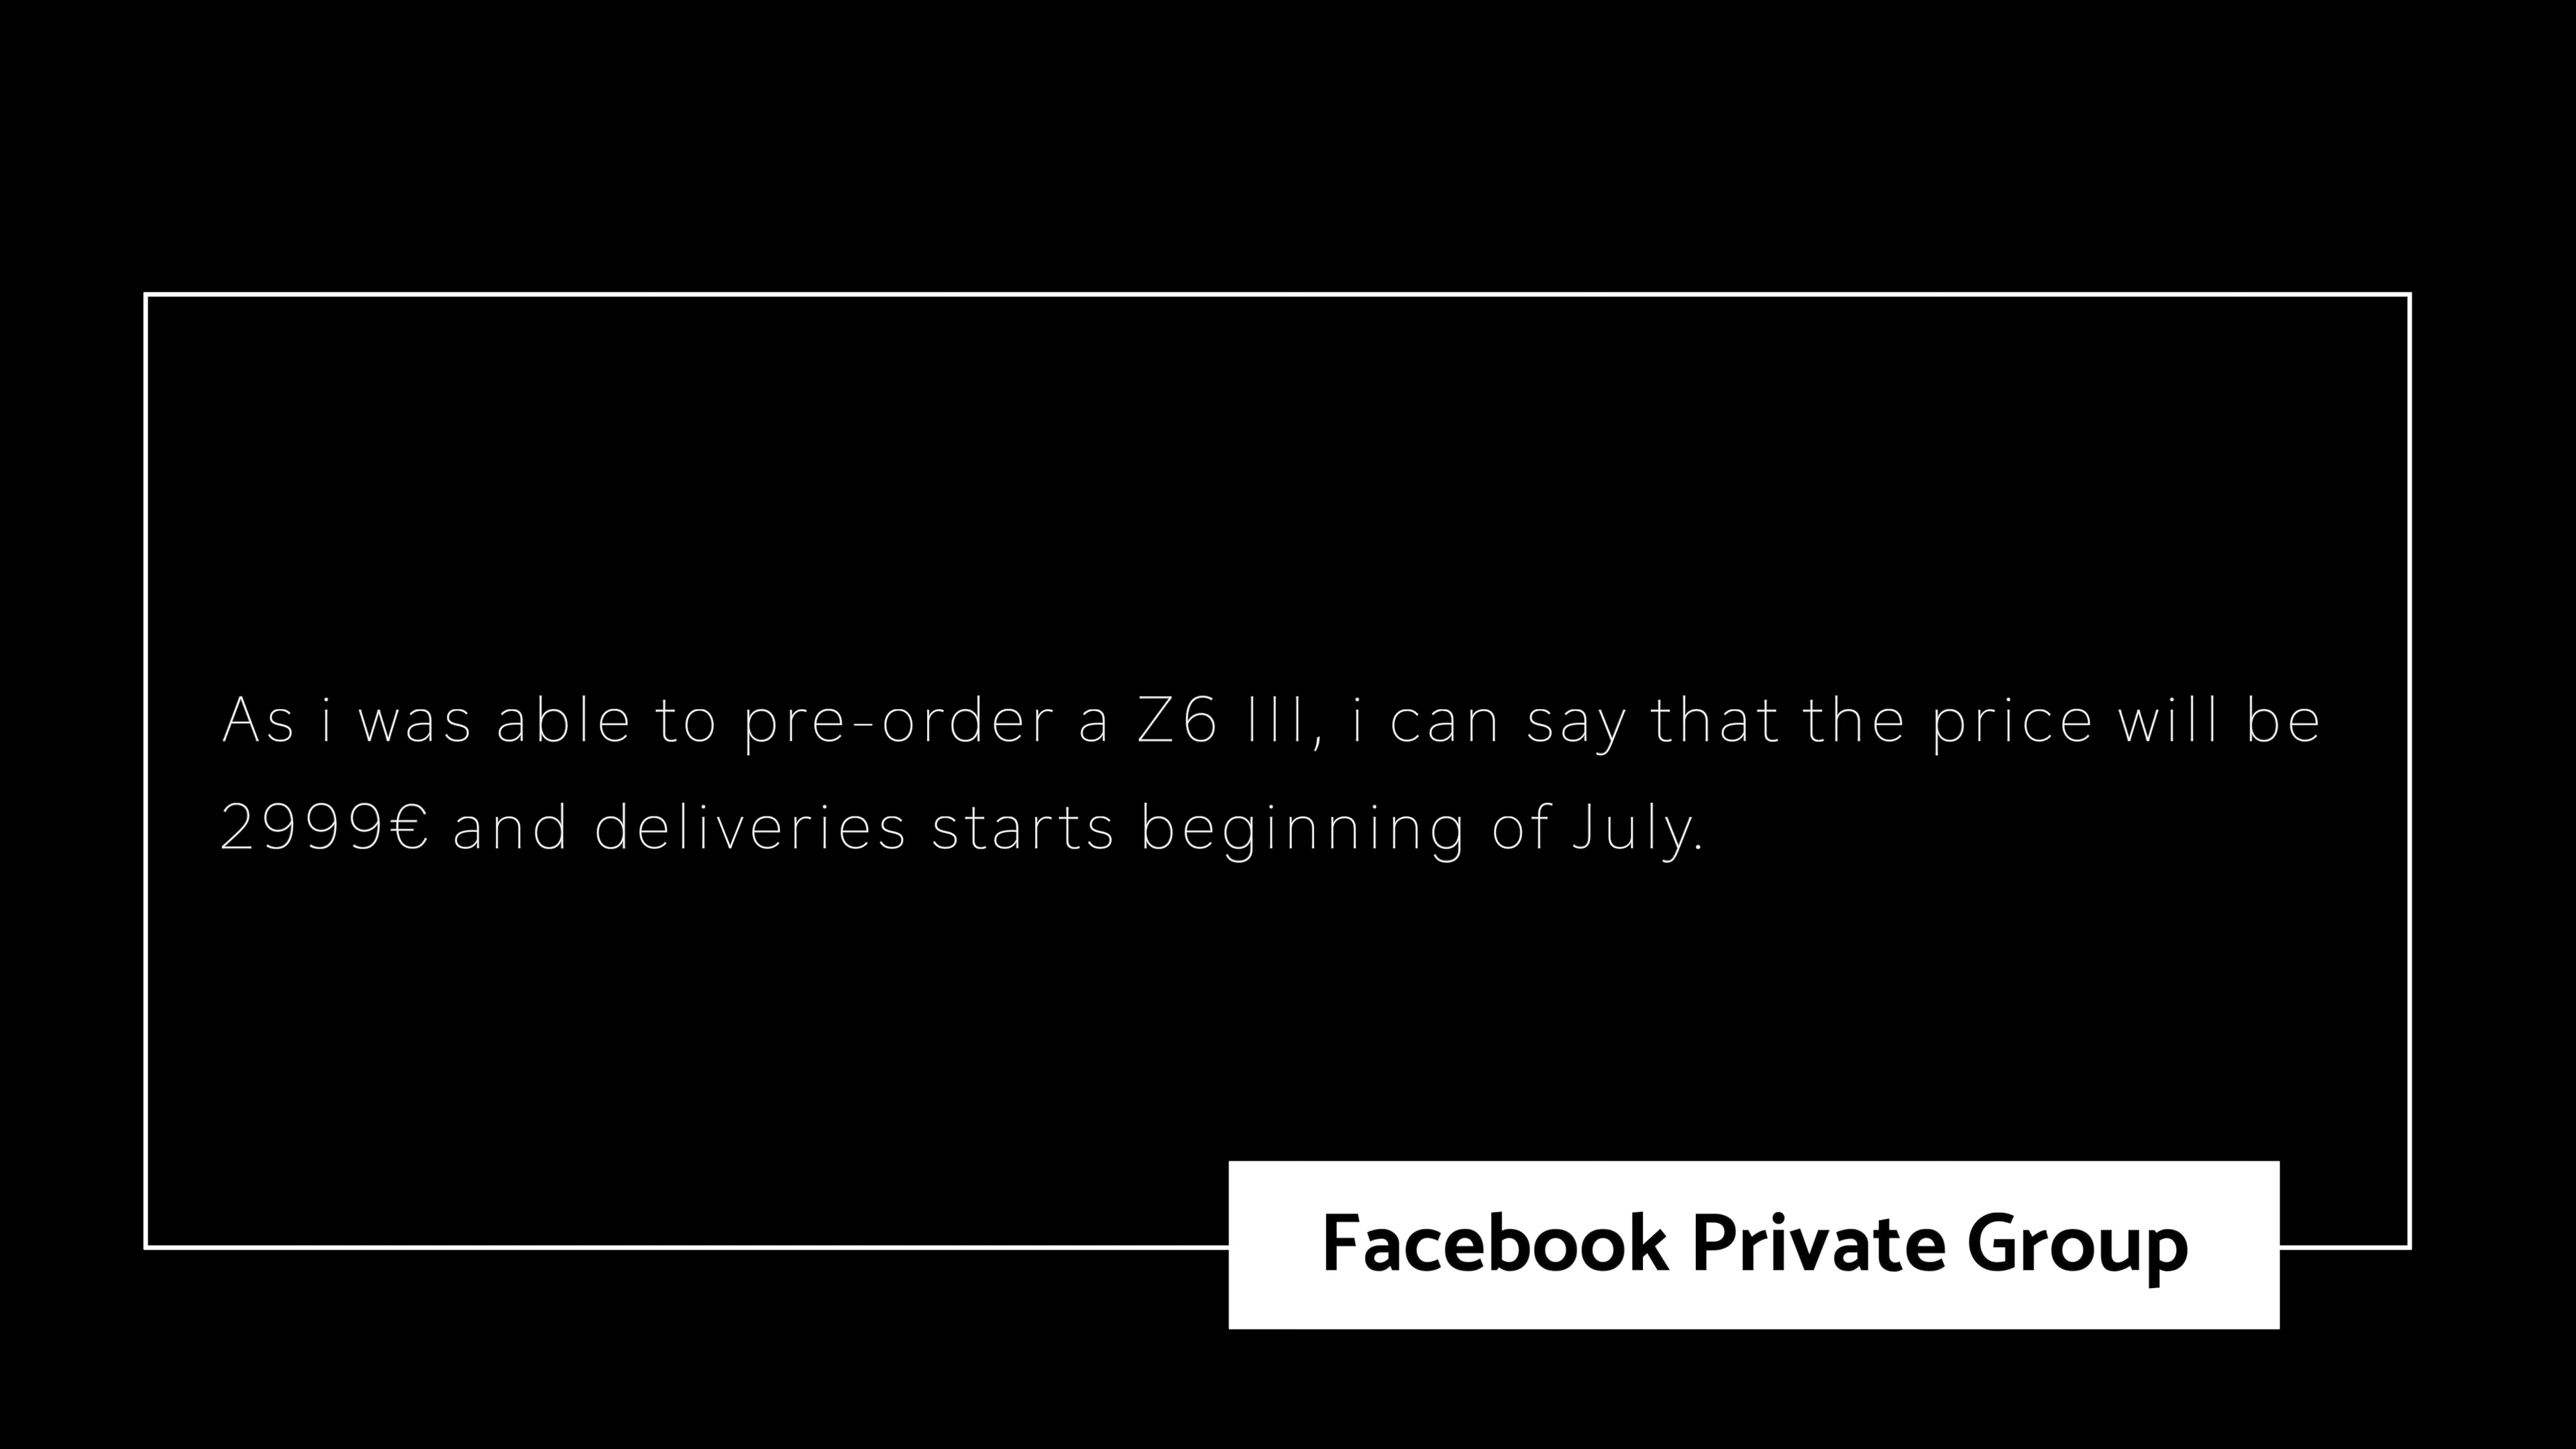 As i was able to pre-order a Z6 III, i can say that the price will be
2999€ and deliveries starts beginning of July.
Facebook Private Group